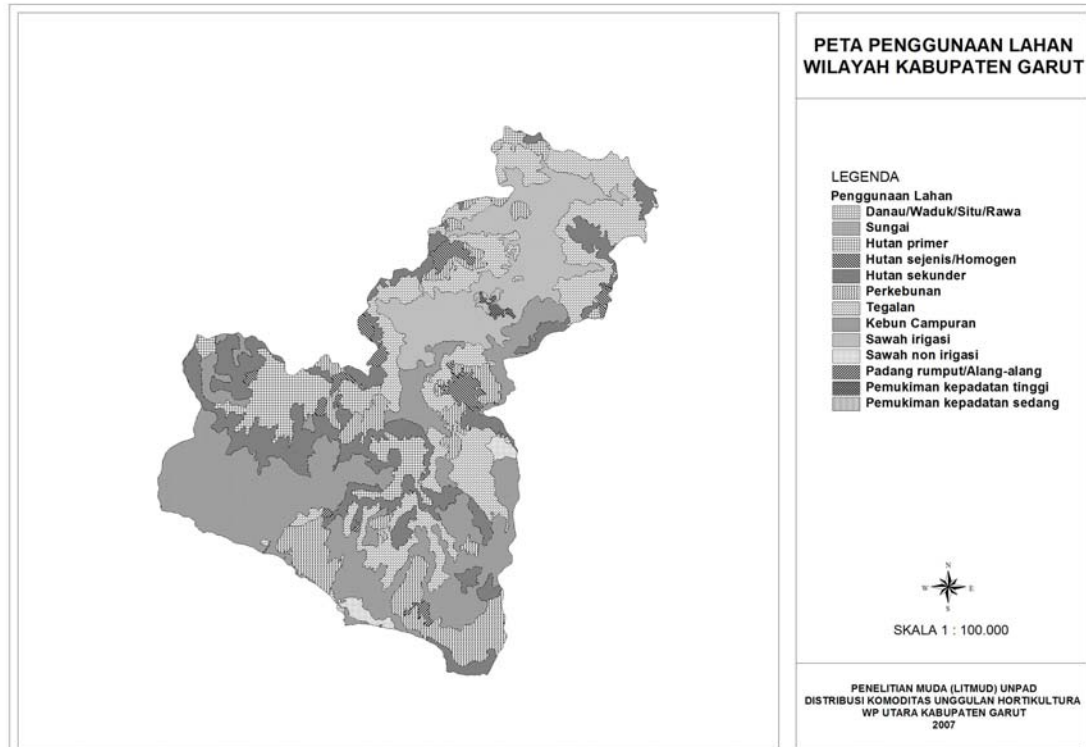 PETA PENGGUNAAN LAHAN
WILAYAH KABUPATEN GARUT
LEGENDA
Penggunaan Lahan
Danau/Waduk/Situ/Rawa
Sungai
Hutan primer
Hutan sejenis/Homogen
Hutan sekunder
Perkebunan
Tegalan
Kebun Campuran
Sawah irigasi
Sawah non irigasi
Padang rumput/Alang-alang
Pemukiman kepadatan tinggi
Pemukiman kepadatan sedang
N
W E
S
SKALA 1 : 100.000
PENELITIAN MUDA (LITMUD) UNPAD
DISTRIBUSI KOMODITAS UNGGULAN HORTIKULTURA
WP UTARA KABUPATEN GARUT
2007